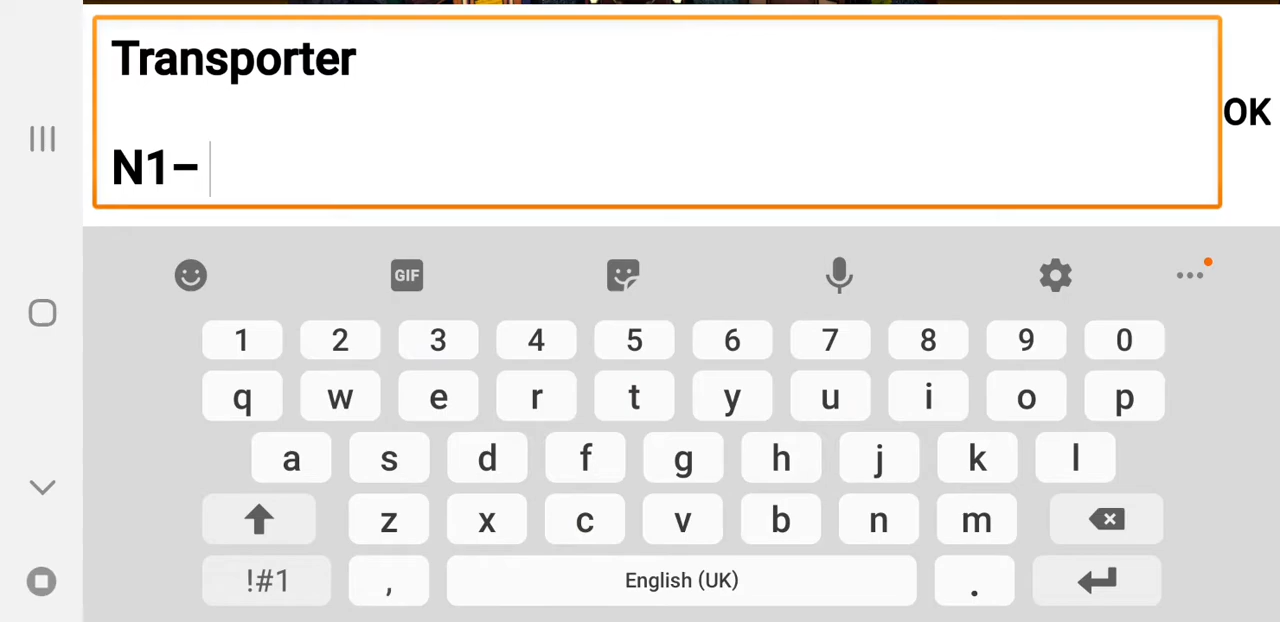 Transporter
OK
N1–
GIF
1 2 3 4 5 6 7 8 9 0
q w e r t y u i o p
a s d f g h j k l
z x c v b n m
!#1 , English (UK) .